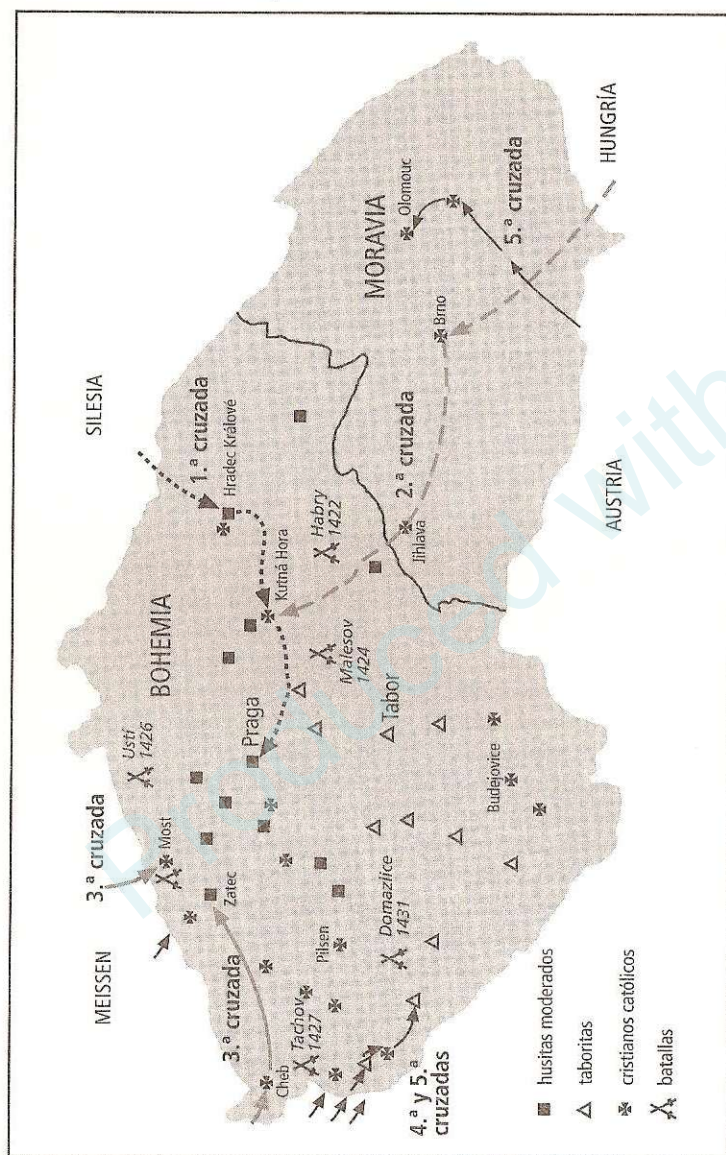 MEISSEN
SILESIA
3.ª cruzada
Ustí
1426
BOHEMIA
1.ª cruzada
Hradec Králové
Most
Zatec
3.ª cruzada
Cheb
Praga
Kutná Hora
Habry
1422
MORAVIA
Olomouc
Pilsen
Tachov
1427
Malesov
1424
2.ª cruzada
Brno
Jihlavá
Tabor
Domazlice
1431
4.ª y 5.ª
cruzadas
Budejovice
5.ª cruzada
HUNGRÍA
AUSTRIA
husitas moderados
taboritas
cristianos católicos
batallas
Produced with